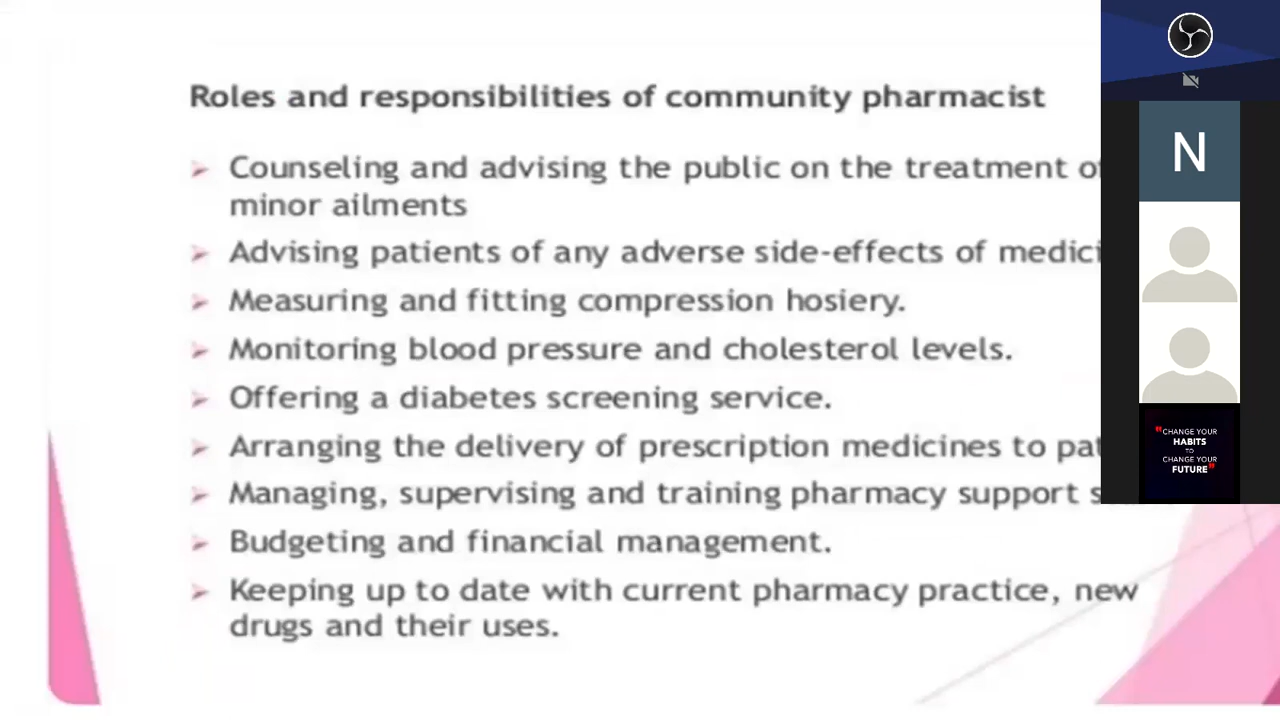 Roles and responsibilities of community pharmacist
Counseling and advising the public on the treatment
minor ailments
Advising patients of any adverse side-effects of
Measuring and fitting compression hosiery.
Monitoring blood pressure and cholesterol levels.
Offering a diabetes screening service.
Arranging the delivery of prescription medicines to
Managing, supervising and training pharmacy support
Budgeting and financial management.
Keeping up to date with current pharmacy practice, new
drugs and their uses.
N
"CHANGE YOUR
HABITS
TO
CHANGE YOUR
FUTURE"